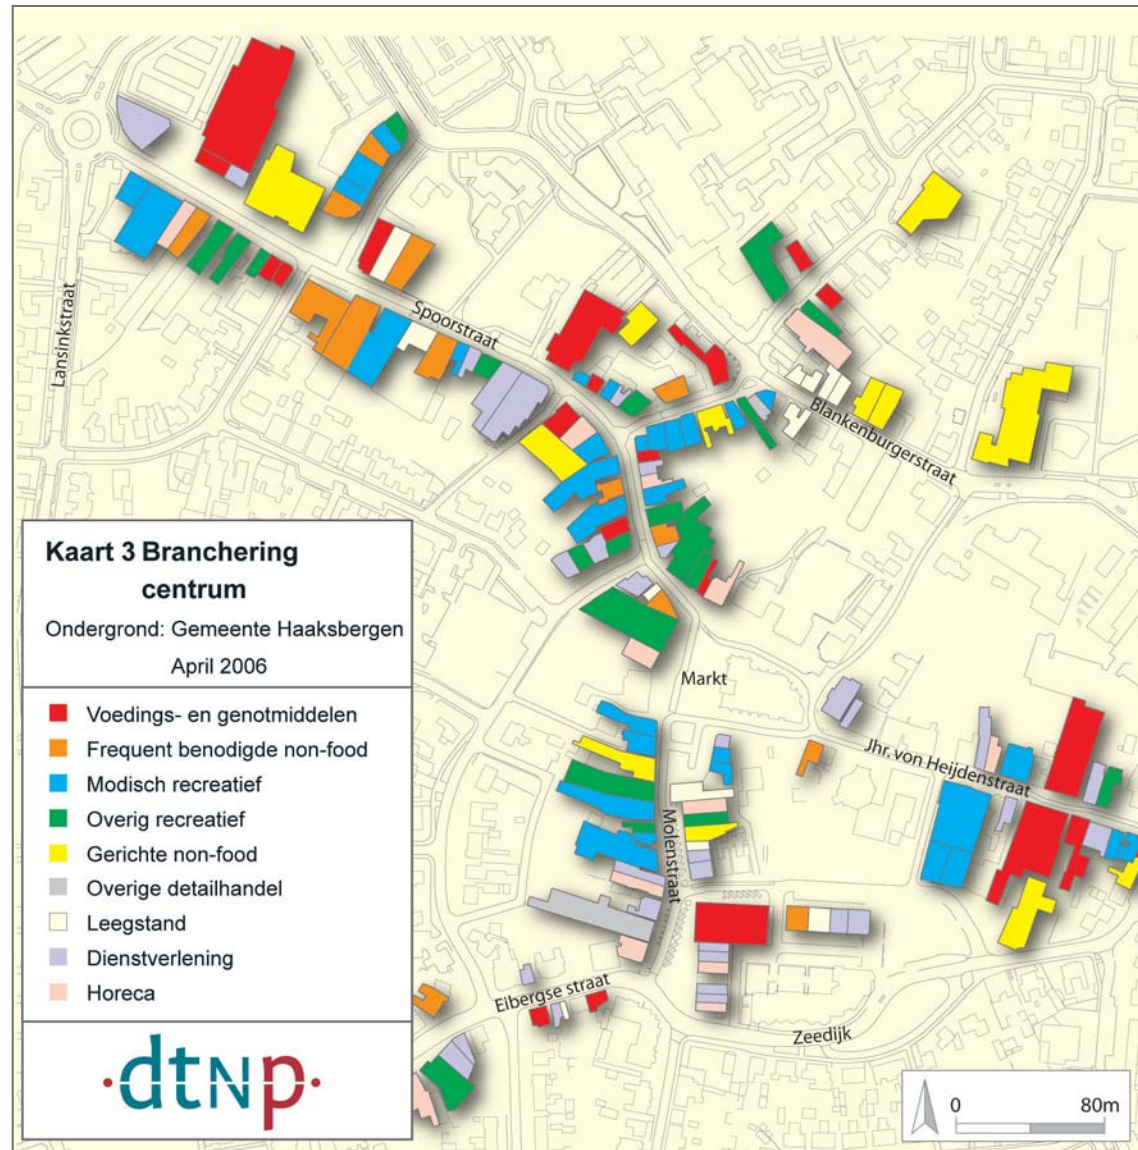 Lansinkstraat
Spoorstraat
Blankenburgerstraat
Markt
Jhr. von Heijdenstraat
Molenstraat
Eibergse straat
Zeedijk
Kaart 3 Branchering
centrum
Ondergrond: Gemeente Haaksbergen
April 2006
Voedings- en genotmiddelen
Frequent benodigde non-food
Modisch recreatief
Overig recreatief
Gerichte non-food
Overige detailhandel
Leegstand
Dienstverlening
Horeca
·dtNp·
0 80m